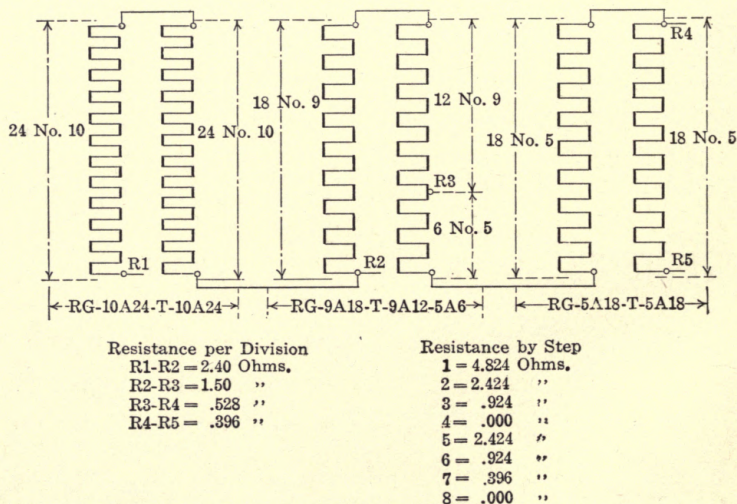 R4
24 No. 10
24 No. 10
18 No. 9
12 No. 9
18 No. 5
18 No. 5
R3
6 No. 5
R1
R2
R5
RG-10A24-T-10A24
RG-9A18-T-9A12-5A6
RG-5A18-T-5A18
Resistance per Division
R1-R2 = 2.40 Ohms.
R2-R3 = 1.50 ”
R3-R4 = .528 ”
R4-R5 = .396 ”
Resistance by Step
1 = 4.824 Ohms.
2 = 2.424 ”
3 = .924 ”
4 = .000 ”
5 = 2.424 ”
6 = .924 ”
7 = .396 ”
8 = .000 ”